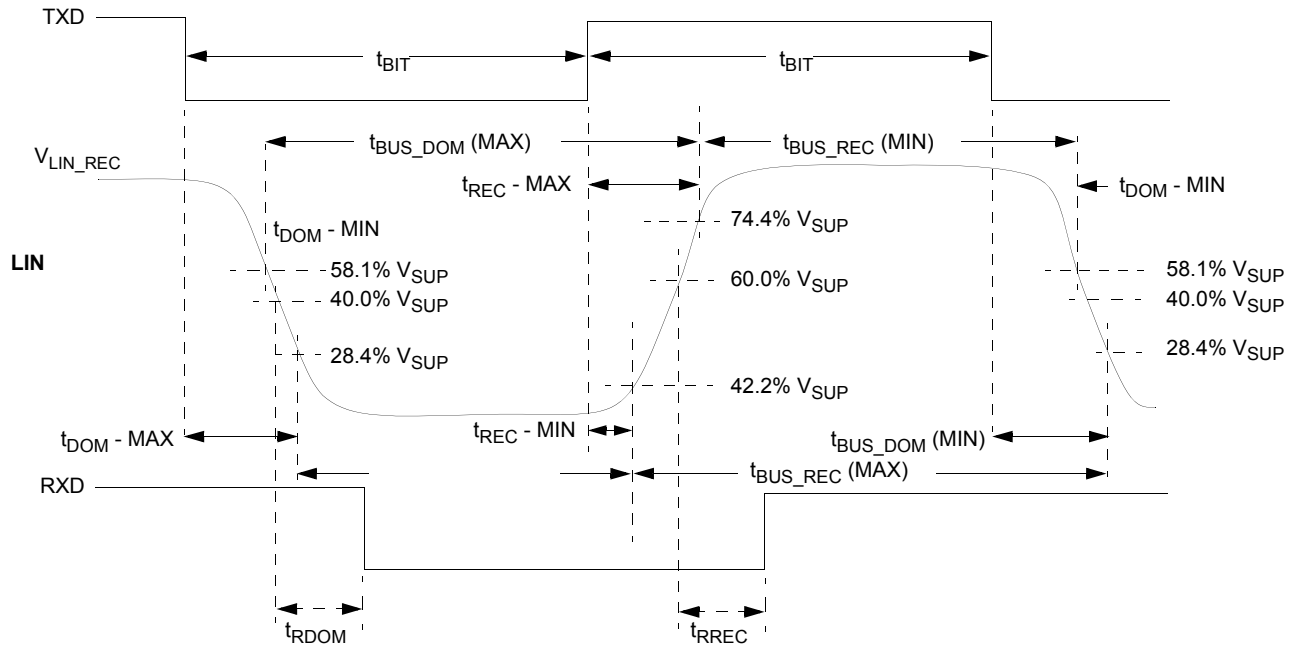 TXD
tBIT
tBIT
tBUS_DOM (MAX)
tBUS_REC (MIN)
VLIN_REC
tREC - MAX
tDOM - MIN
74.4% VSUP
tDOM - MIN
LIN
58.1% VSUP
60.0% VSUP
58.1% VSUP
40.0% VSUP
40.0% VSUP
28.4% VSUP
28.4% VSUP
42.2% VSUP
tDOM - MAX
tREC - MIN
tBUS_DOM (MIN)
tBUS_REC (MAX)
RXD
tRDOM
tRREC